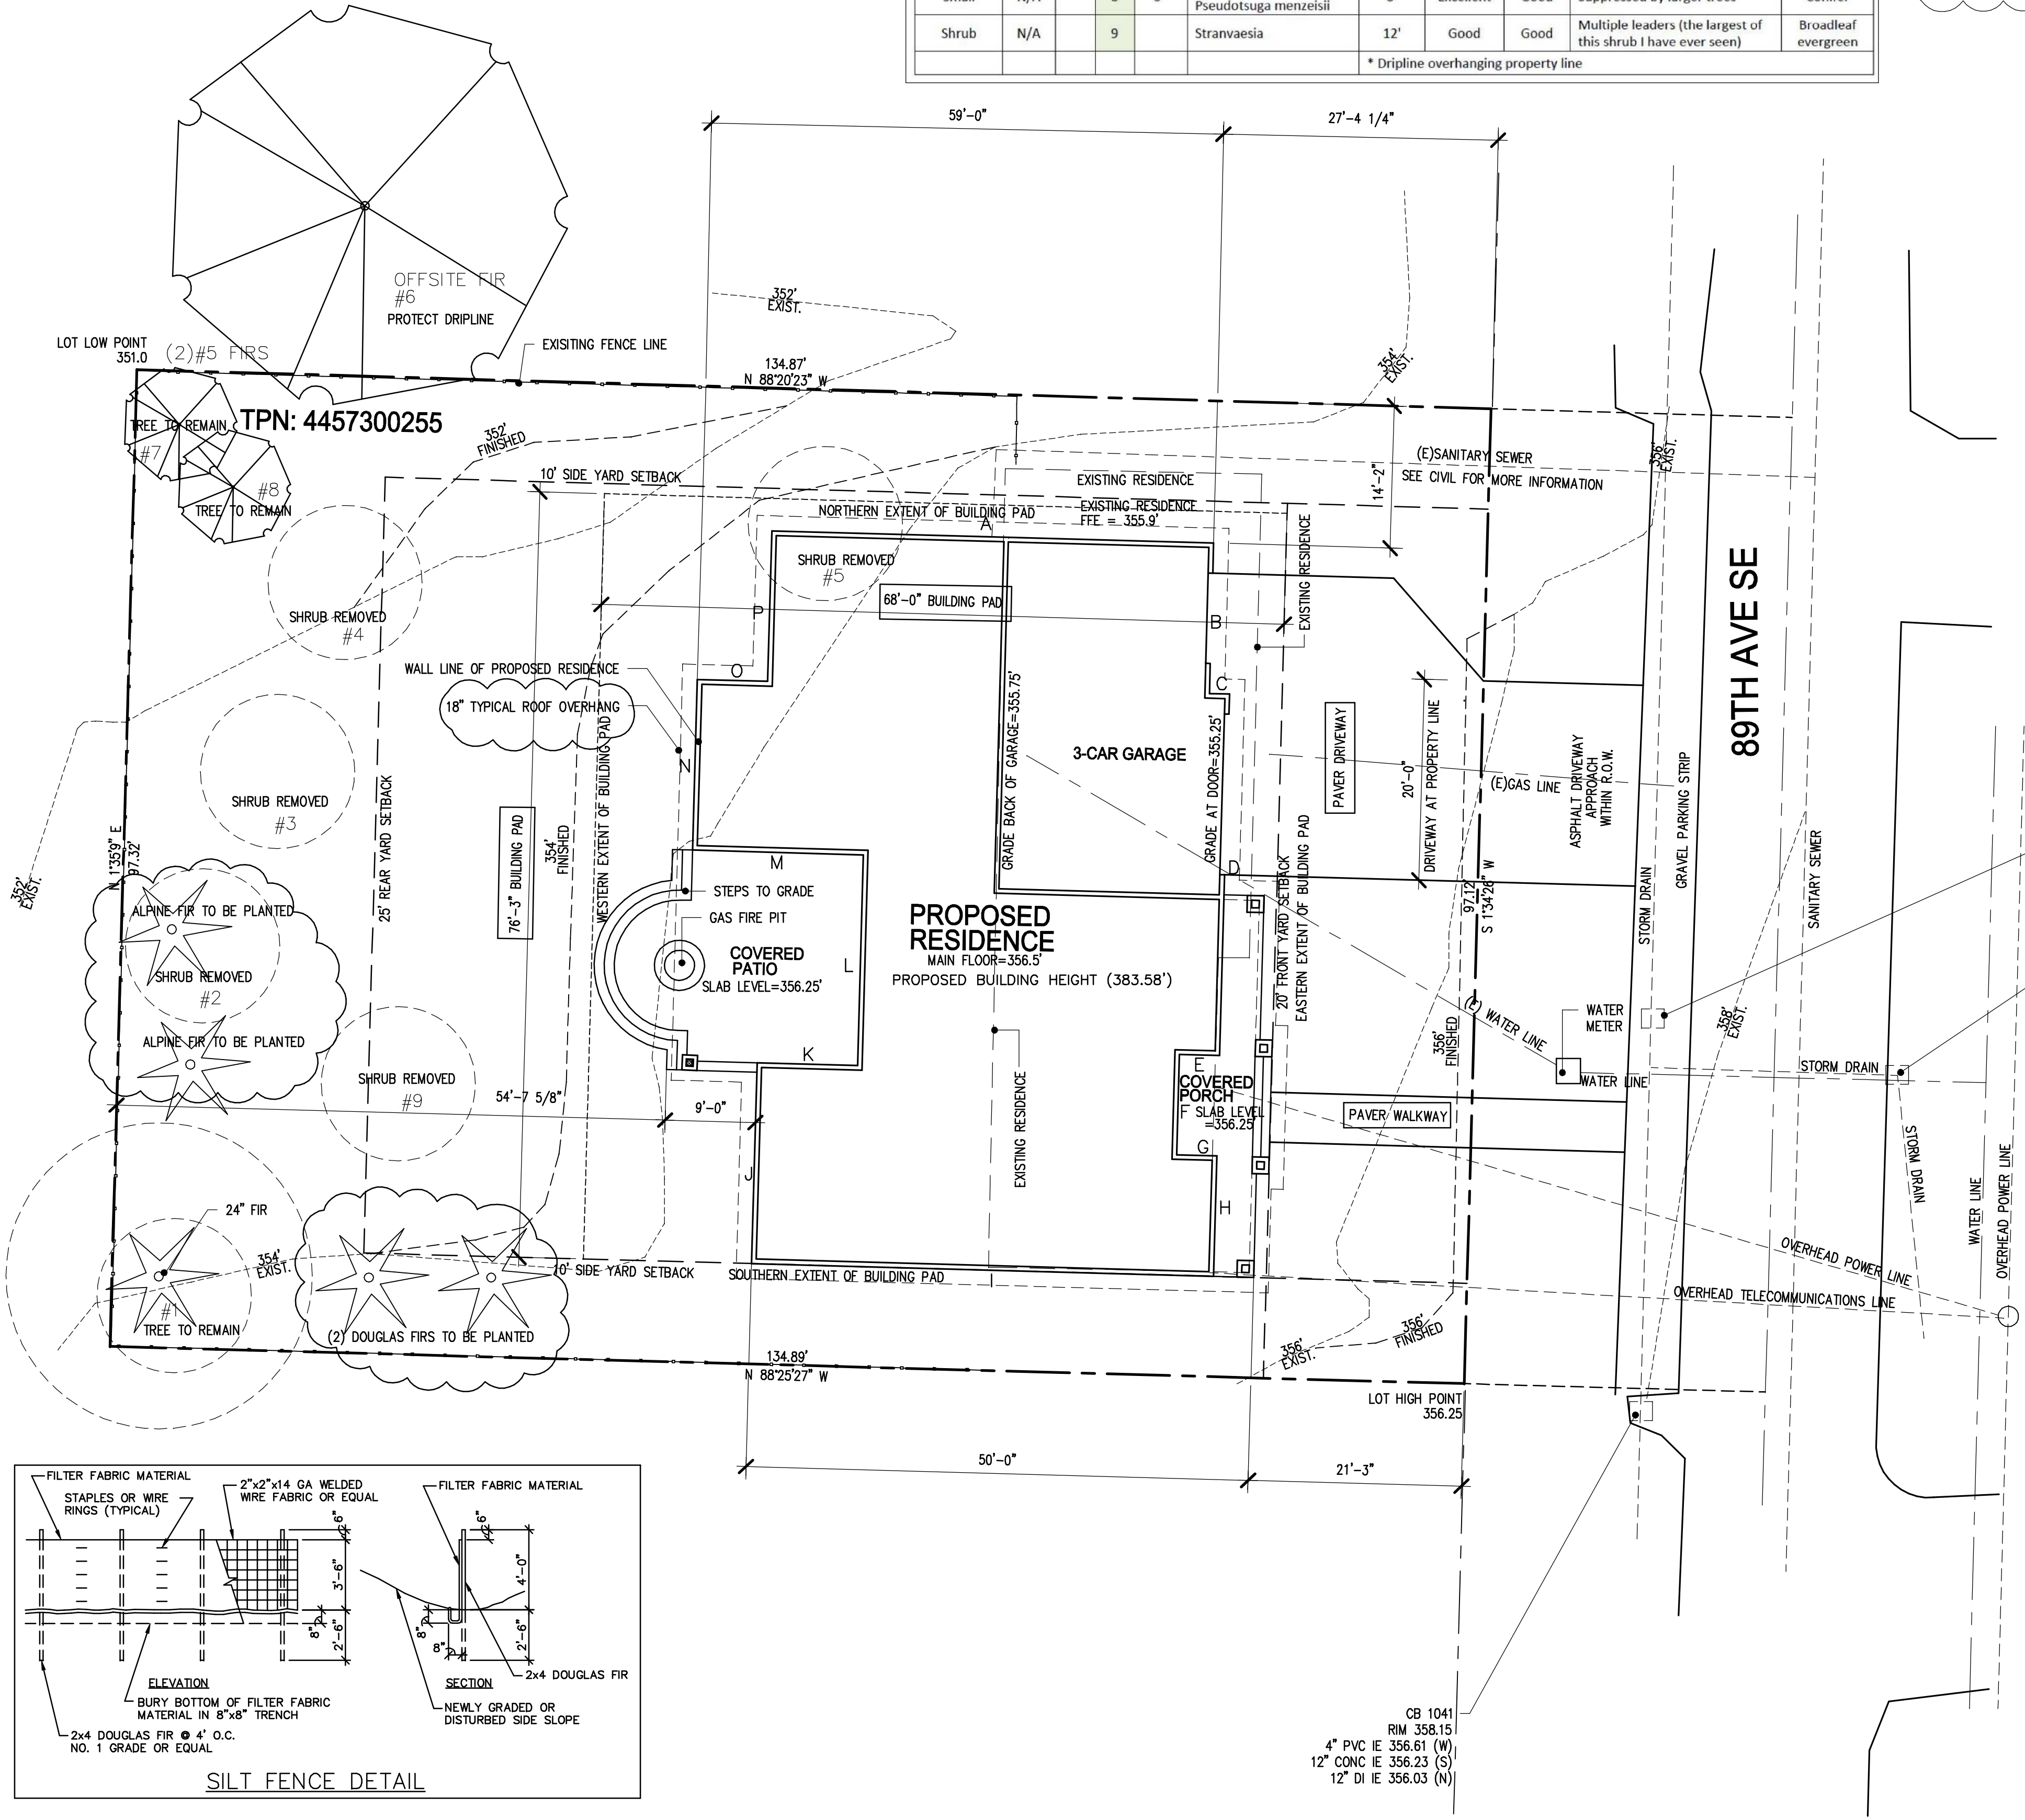 Pseudotsuga menzeisii
Shrub N/A 9 Stranvaesia 12' Good Good Multiple leaders (the largest of this shrub I have ever seen) Broadleaf evergreen
* Dripline overhanging property line
59'-0"
27'-4 1/4"
OFFSITE FIR
#6
PROTECT DRIPLINE
352'
EXIST.
LOT LOW POINT
351.0
(2)#5 FIRS
EXISITING FENCE LINE
134.87'
N 88°20'23" W
354'
EXIST.
TREE TO REMAIN
#7
TPN: 4457300255
352'
FINISHED
#8
TREE TO REMAIN
10' SIDE YARD SETBACK
EXISTING RESIDENCE
(E)SANITARY SEWER
SEE CIVIL FOR MORE INFORMATION
14'-2"
356'
EXIST.
NORTHERN EXTENT OF BUILDING PAD
A
EXISTING RESIDENCE
FFE = 355.9'
EXISTING RESIDENCE
SHRUB REMOVED
#5
68'-0" BUILDING PAD
SHRUB REMOVED
#4
P
B
WALL LINE OF PROPOSED RESIDENCE
O
C
18" TYPICAL ROOF OVERHANG
N
WESTERN EXTENT OF BUILDING PAD
GRADE BACK OF GARAGE=355.75'
3-CAR GARAGE
GRADE AT DOOR=355.25'
PAVER DRIVEWAY
20'-0"
DRIVEWAY AT PROPERTY LINE
(E)GAS LINE
ASPHALT DRIVEWAY
APPROACH
WITHIN R.O.W.
GRAVEL PARKING STRIP
89TH AVE SE
SHRUB REMOVED
#3
25' REAR YARD SETBACK
76'-3" BUILDING PAD
354'
FINISHED
N 1°35'9" E
97.32'
352'
EXIST.
M
STEPS TO GRADE
GAS FIRE PIT
COVERED
PATIO
SLAB LEVEL=356.25'
L
K
D
PROPOSED
RESIDENCE
MAIN FLOOR=356.5'
PROPOSED BUILDING HEIGHT (383.58')
20' FRONT YARD SETBACK
EASTERN EXTENT OF BUILDING PAD
97.12'
S 1°34'26" W
STORM DRAIN
SANITARY SEWER
ALPINE FIR TO BE PLANTED
SHRUB REMOVED
#2
ALPINE FIR TO BE PLANTED
SHRUB REMOVED
#9
54'-7 5/8"
9'-0"
EXISTING RESIDENCE
E
COVERED
PORCH
F SLAB LEVEL
=356.25'
G
H
J
356'
FINISHED
WATER LINE
WATER
METER
WATER LINE
358'
EXIST.
STORM DRAIN
PAVER WALKWAY
STORM DRAIN
WATER LINE
OVERHEAD POWER LINE
24" FIR
354'
EXIST.
#1
TREE TO REMAIN
10' SIDE YARD SETBACK
SOUTHERN EXTENT OF BUILDING PAD
(2) DOUGLAS FIRS TO BE PLANTED
OVERHEAD POWER LINE
OVERHEAD TELECOMMUNICATIONS LINE
134.89'
N 88°25'27" W
356'
EXIST.
356'
FINISHED
LOT HIGH POINT
356.25
50'-0"
21'-3"
FILTER FABRIC MATERIAL
STAPLES OR WIRE
RINGS (TYPICAL)
2"x2"x14 GA WELDED
WIRE FABRIC OR EQUAL
FILTER FABRIC MATERIAL
6"
3'-6"
8"
2'-6"
6"
4'-0"
8"
8"
2'-6"
ELEVATION
BURY BOTTOM OF FILTER FABRIC
MATERIAL IN 8"x8" TRENCH
2x4 DOUGLAS FIR @ 4' O.C.
NO. 1 GRADE OR EQUAL
SECTION
2x4 DOUGLAS FIR
NEWLY GRADED OR
DISTURBED SIDE SLOPE
SILT FENCE DETAIL
CB 1041
RIM 358.15
4" PVC IE 356.61 (W)
12" CONC IE 356.23 (S)
12" DI IE 356.03 (N)